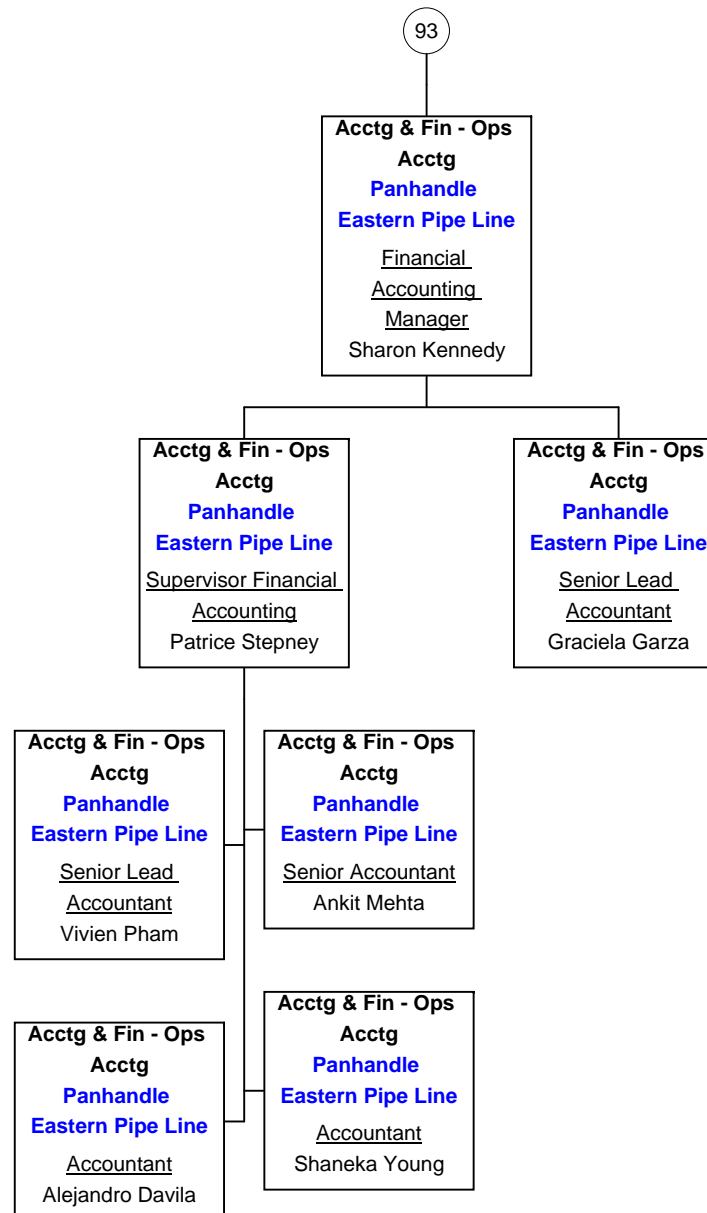 93
Acctg & Fin - Ops
Acctg
Panhandle
Eastern Pipe Line
Financial
Accounting
Manager
Sharon Kennedy
Acctg & Fin - Ops
Acctg
Panhandle
Eastern Pipe Line
Supervisor Financial
Accounting
Patrice Stepney
Acctg & Fin - Ops
Acctg
Panhandle
Eastern Pipe Line
Senior Lead
Accountant
Graciela Garza
Acctg & Fin - Ops
Acctg
Panhandle
Eastern Pipe Line
Senior Lead
Accountant
Vivien Pham
Acctg & Fin - Ops
Acctg
Panhandle
Eastern Pipe Line
Senior Accountant
Ankit Mehta
Acctg & Fin - Ops
Acctg
Panhandle
Eastern Pipe Line
Accountant
Alejandro Davila
Acctg & Fin - Ops
Acctg
Panhandle
Eastern Pipe Line
Accountant
Shaneka Young